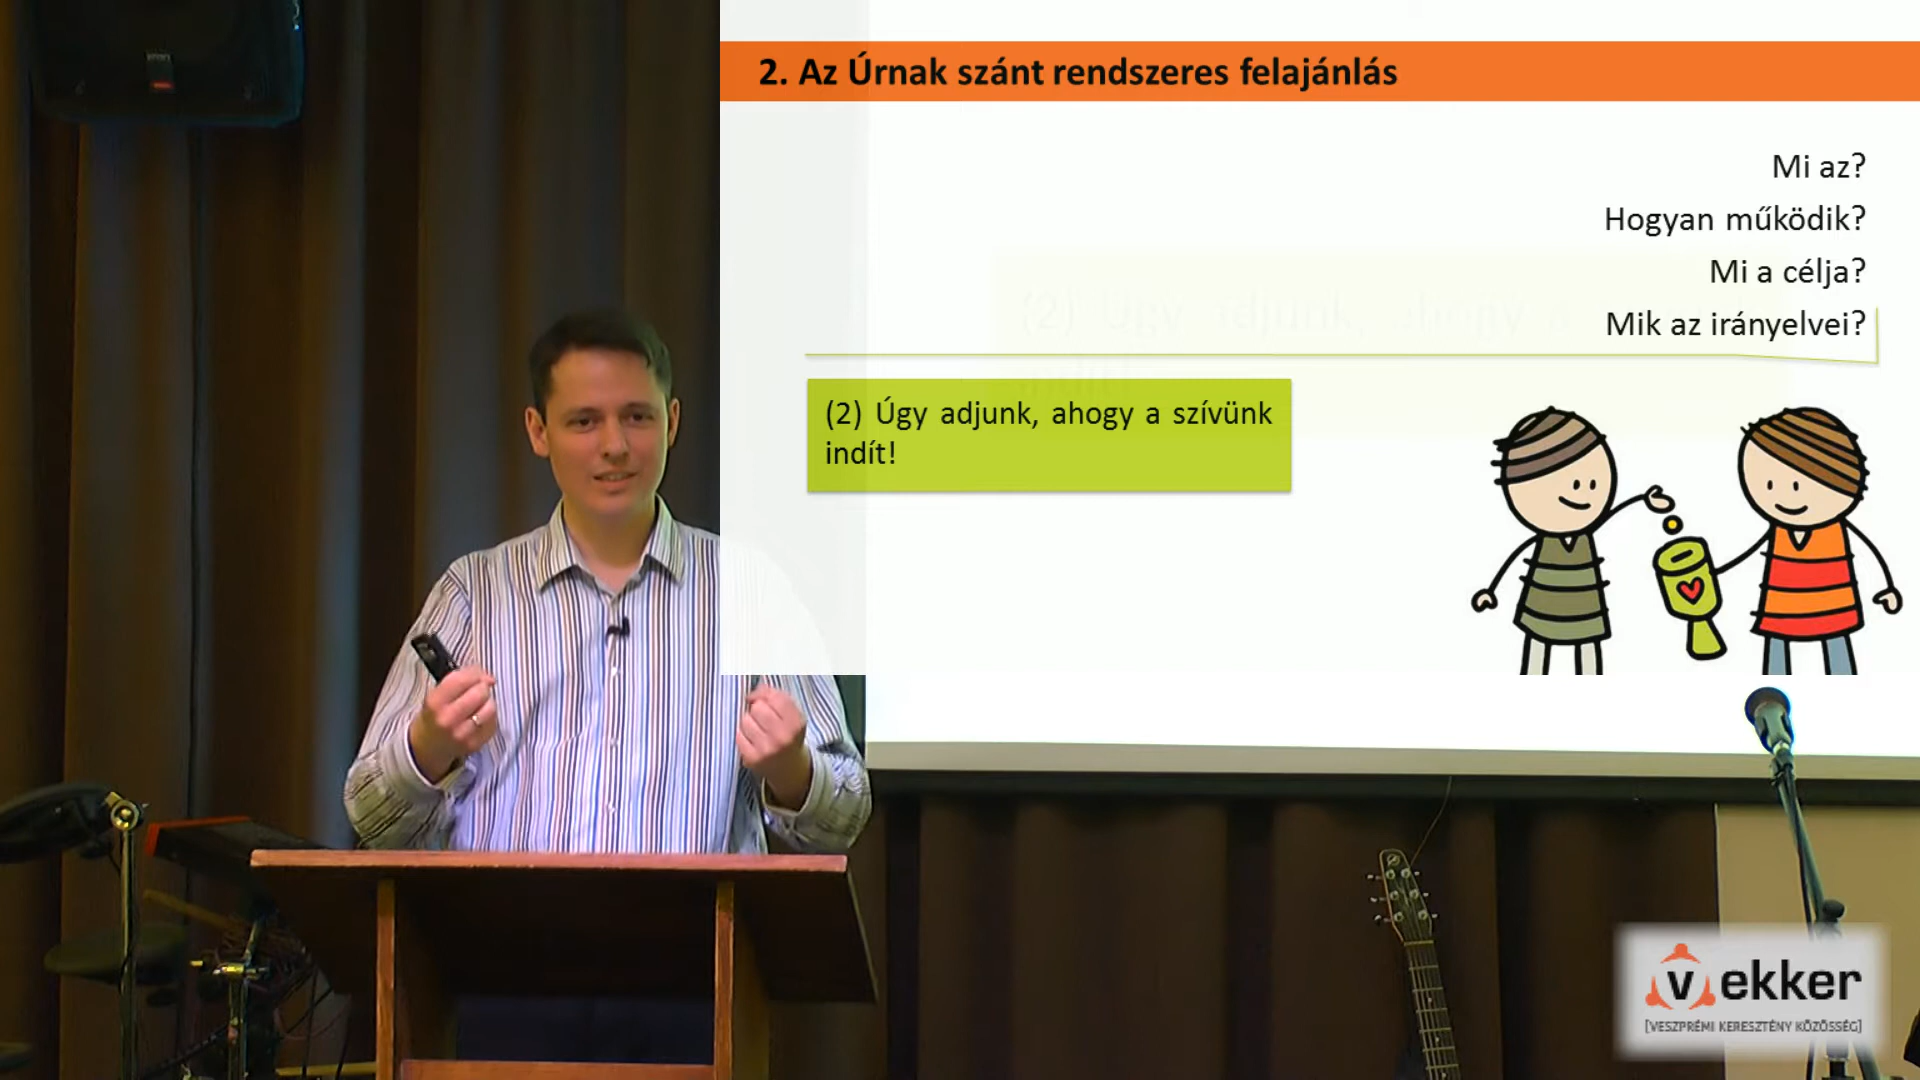 2. Az Úrnak szánt rendszeres felajánlás
Mi az?
Hogyan működik?
Mi a célja?
Mik az irányelvei?
(2) Úgy adjunk, ahogy a szívünk
indít!
vekker
[VESZPRÉMI KERESZTÉNY KÖZÖSSÉG]